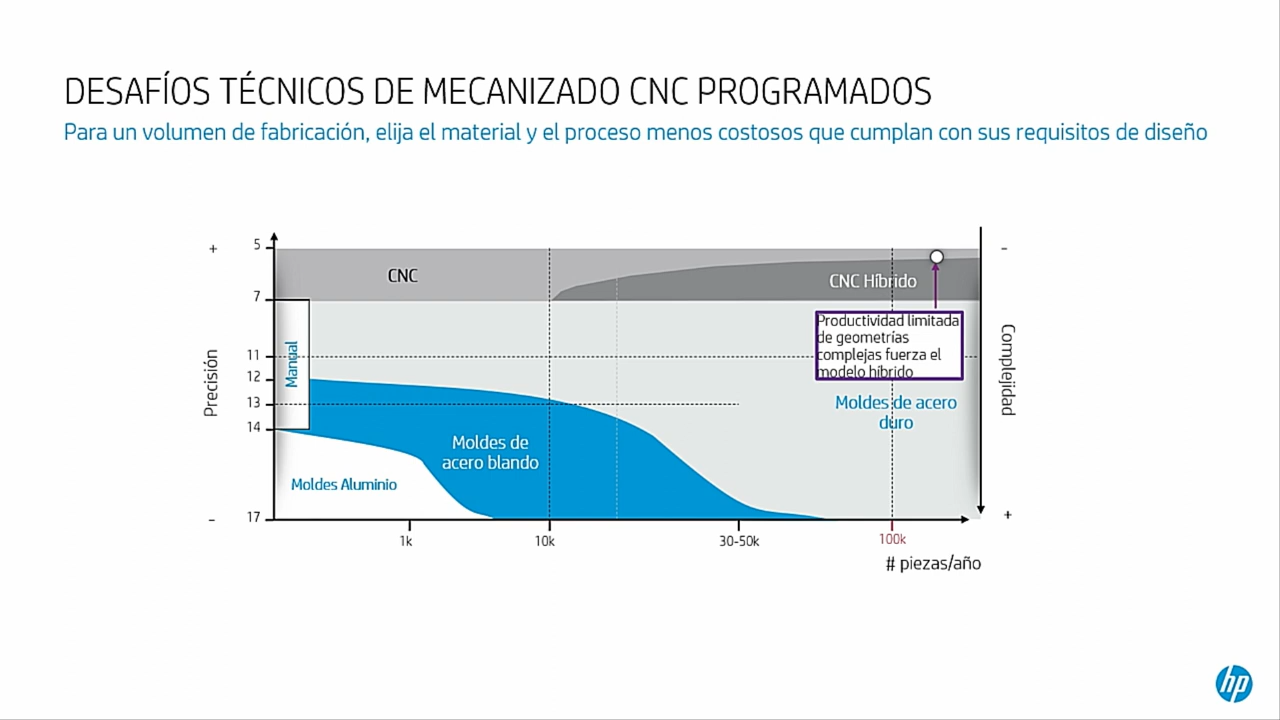 DESAFÍOS TÉCNICOS DE MECANIZADO CNC PROGRAMADOS
Para un volumen de fabricación, elija el material y el proceso menos costosos que cumplan con sus requisitos de diseño
+
5
-
CNC
CNC Híbrido
7
Productividad limitada
de geometrías
complejas fuerza el
modelo híbrido
Manual
Precisión
Complejidad
11
12
13
14
Moldes de acero
duro
Moldes de
acero blando
Moldes Aluminio
-
17
+
1k
10k
30-50k
100k
# piezas/año
hp